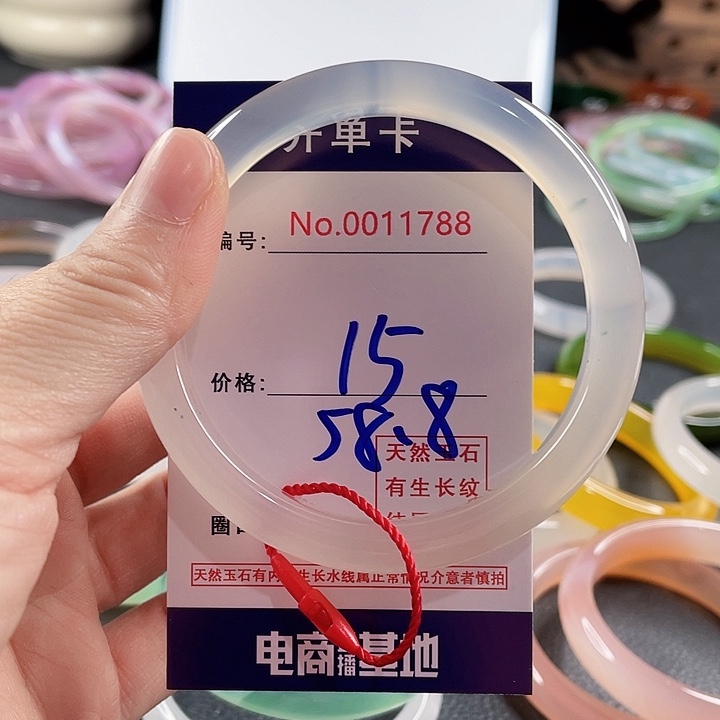 开单卡
编号: No.0011788
价格: 15
58.8
天然玉石
有生长纹
圈口
天然玉石有内 生长水线属正常情况介意者慎拍
电商直播基地